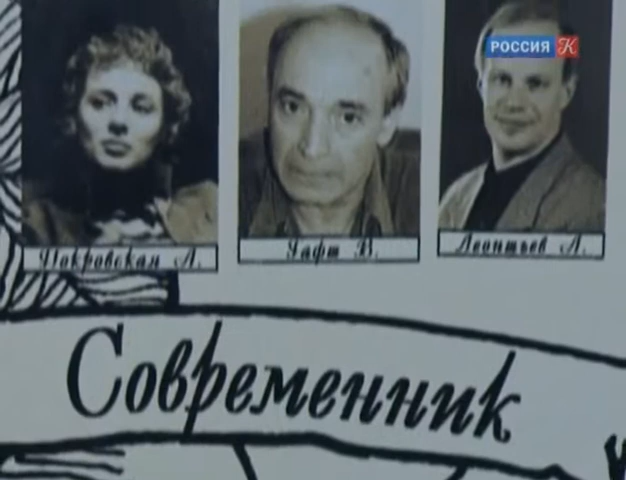 РОССИЯ К
Покровская А.
Гафт В.
Леонтьев А.
Современник